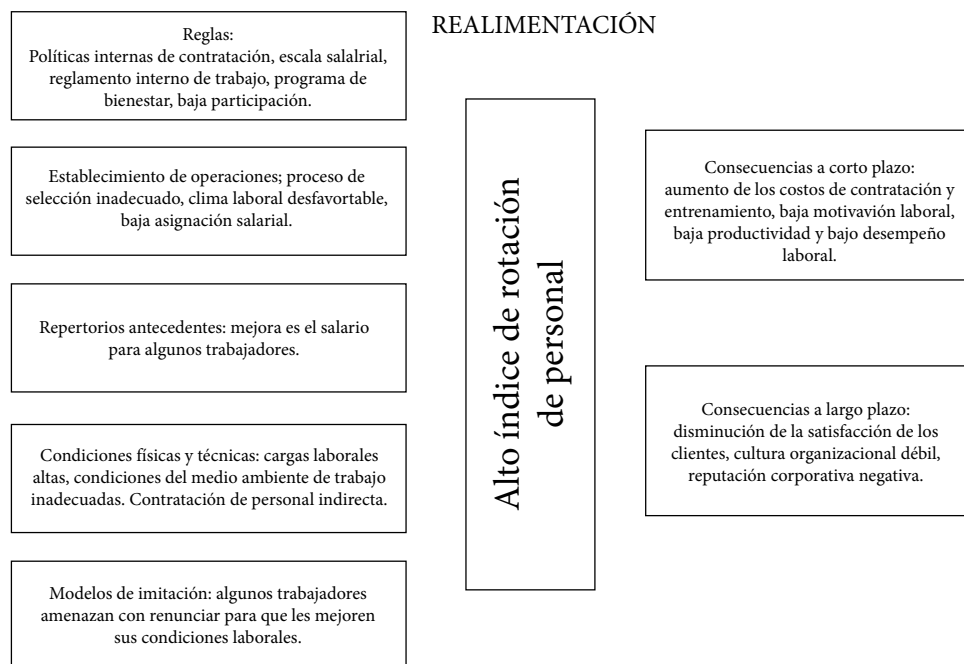 REALIMENTACIÓN
Reglas:
Políticas internas de contratación, escala salalrial,
reglamento interno de trabajo, programa de
bienestar, baja participación.
Establecimiento de operaciones; proceso de
selección inadecuado, clima laboral desfavortable,
baja asignación salarial.
Repertorios antecedentes: mejora es el salario
para algunos trabajadores.
Condiciones físicas y técnicas: cargas laborales
altas, condiciones del medio ambiente de trabajo
inadecuadas. Contratación de personal indirecta.
Modelos de imitación: algunos trabajadores
amenazan con renunciar para que les mejoren
sus condiciones laborales.
Alto índice de rotación
de personal
Consecuencias a corto plazo:
aumento de los costos de contratación y
entrenamiento, baja motivavión laboral,
baja productividad y bajo desempeño
laboral.
Consecuencias a largo plazo:
disminución de la satisfacción de los
clientes, cultura organizacional débil,
reputación corporativa negativa.